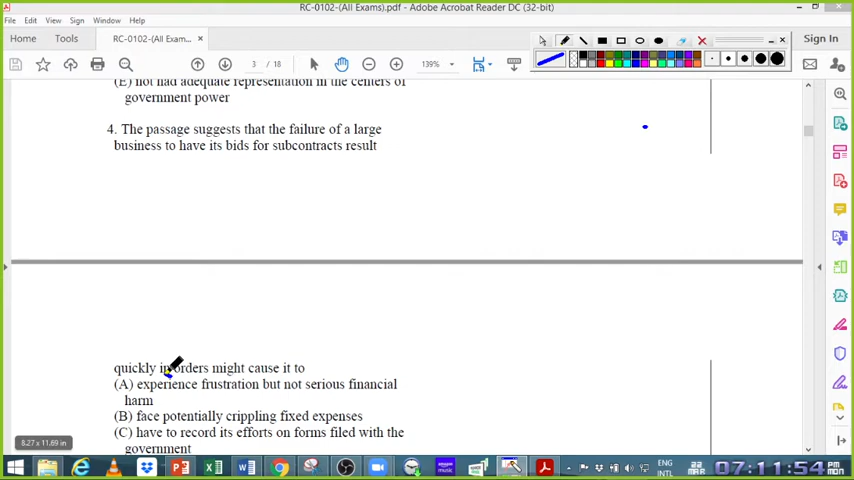 RC-0102-(All Exams).pdf - Adobe Acrobat Reader DC (32-bit)
File Edit View Sign Window Help
Home Tools RC-0102-(All Exam... × Sign In
3 / 18 139%
(E) not had adequate representation in the centers of
government power
4. The passage suggests that the failure of a large
business to have its bids for subcontracts result
quickly in orders might cause it to
(A) experience frustration but not serious financial
harm
(B) face potentially crippling fixed expenses
(C) have to record its efforts on forms filed with the
government
8.27 x 11.69 in
ENG
INTL
22
MAR
MON
07:11:54 PM